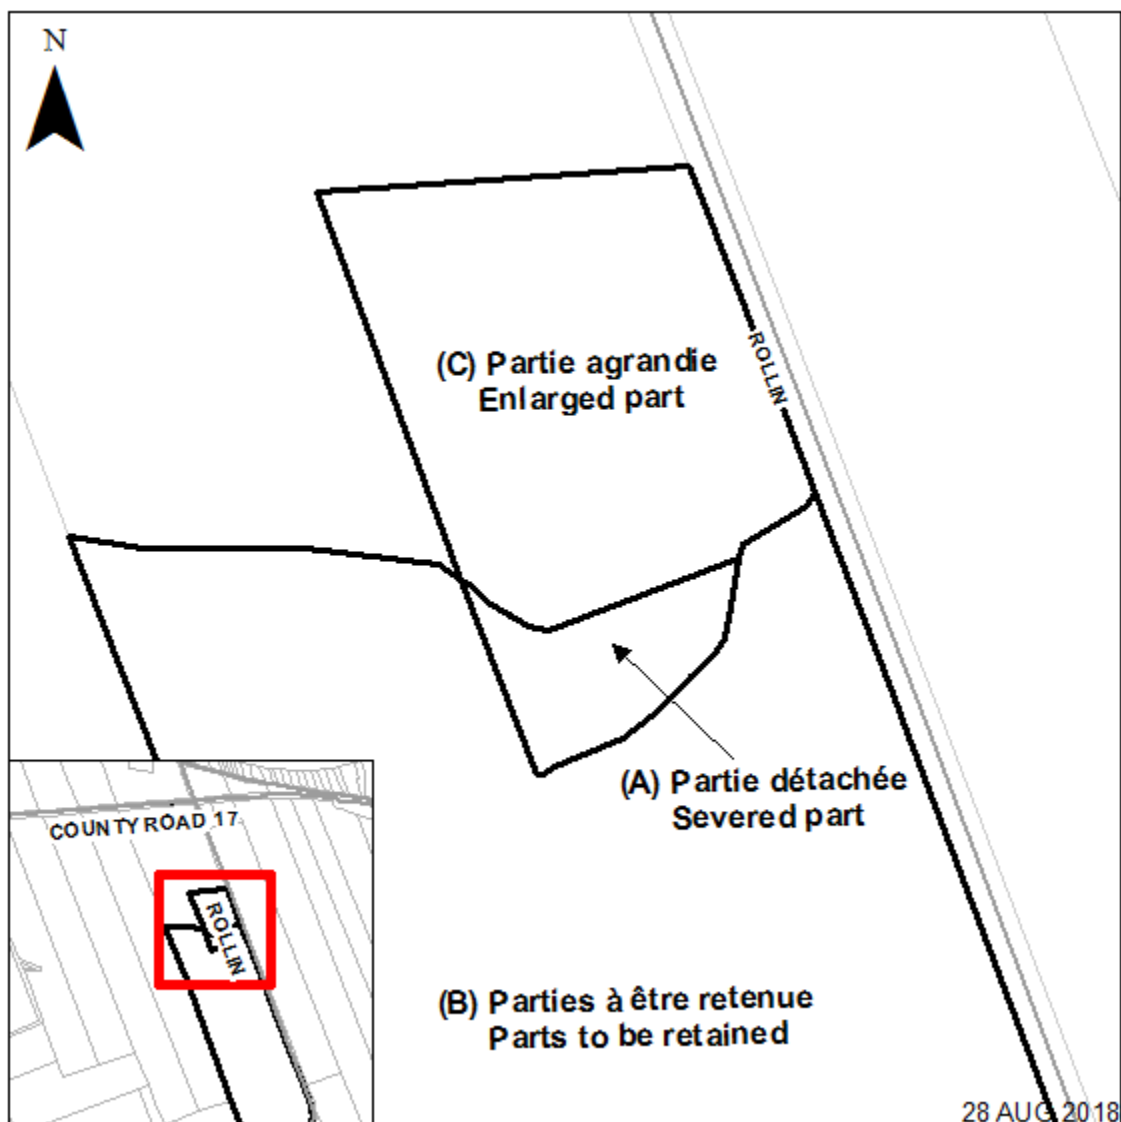 N
ROLLIN
(C) Partie agrandie
Enlarged part
(A) Partie détachée
Severed part
COUNTY ROAD 17
ROLLIN
(B) Parties à être retenue
Parts to be retained
28 AUG 2018